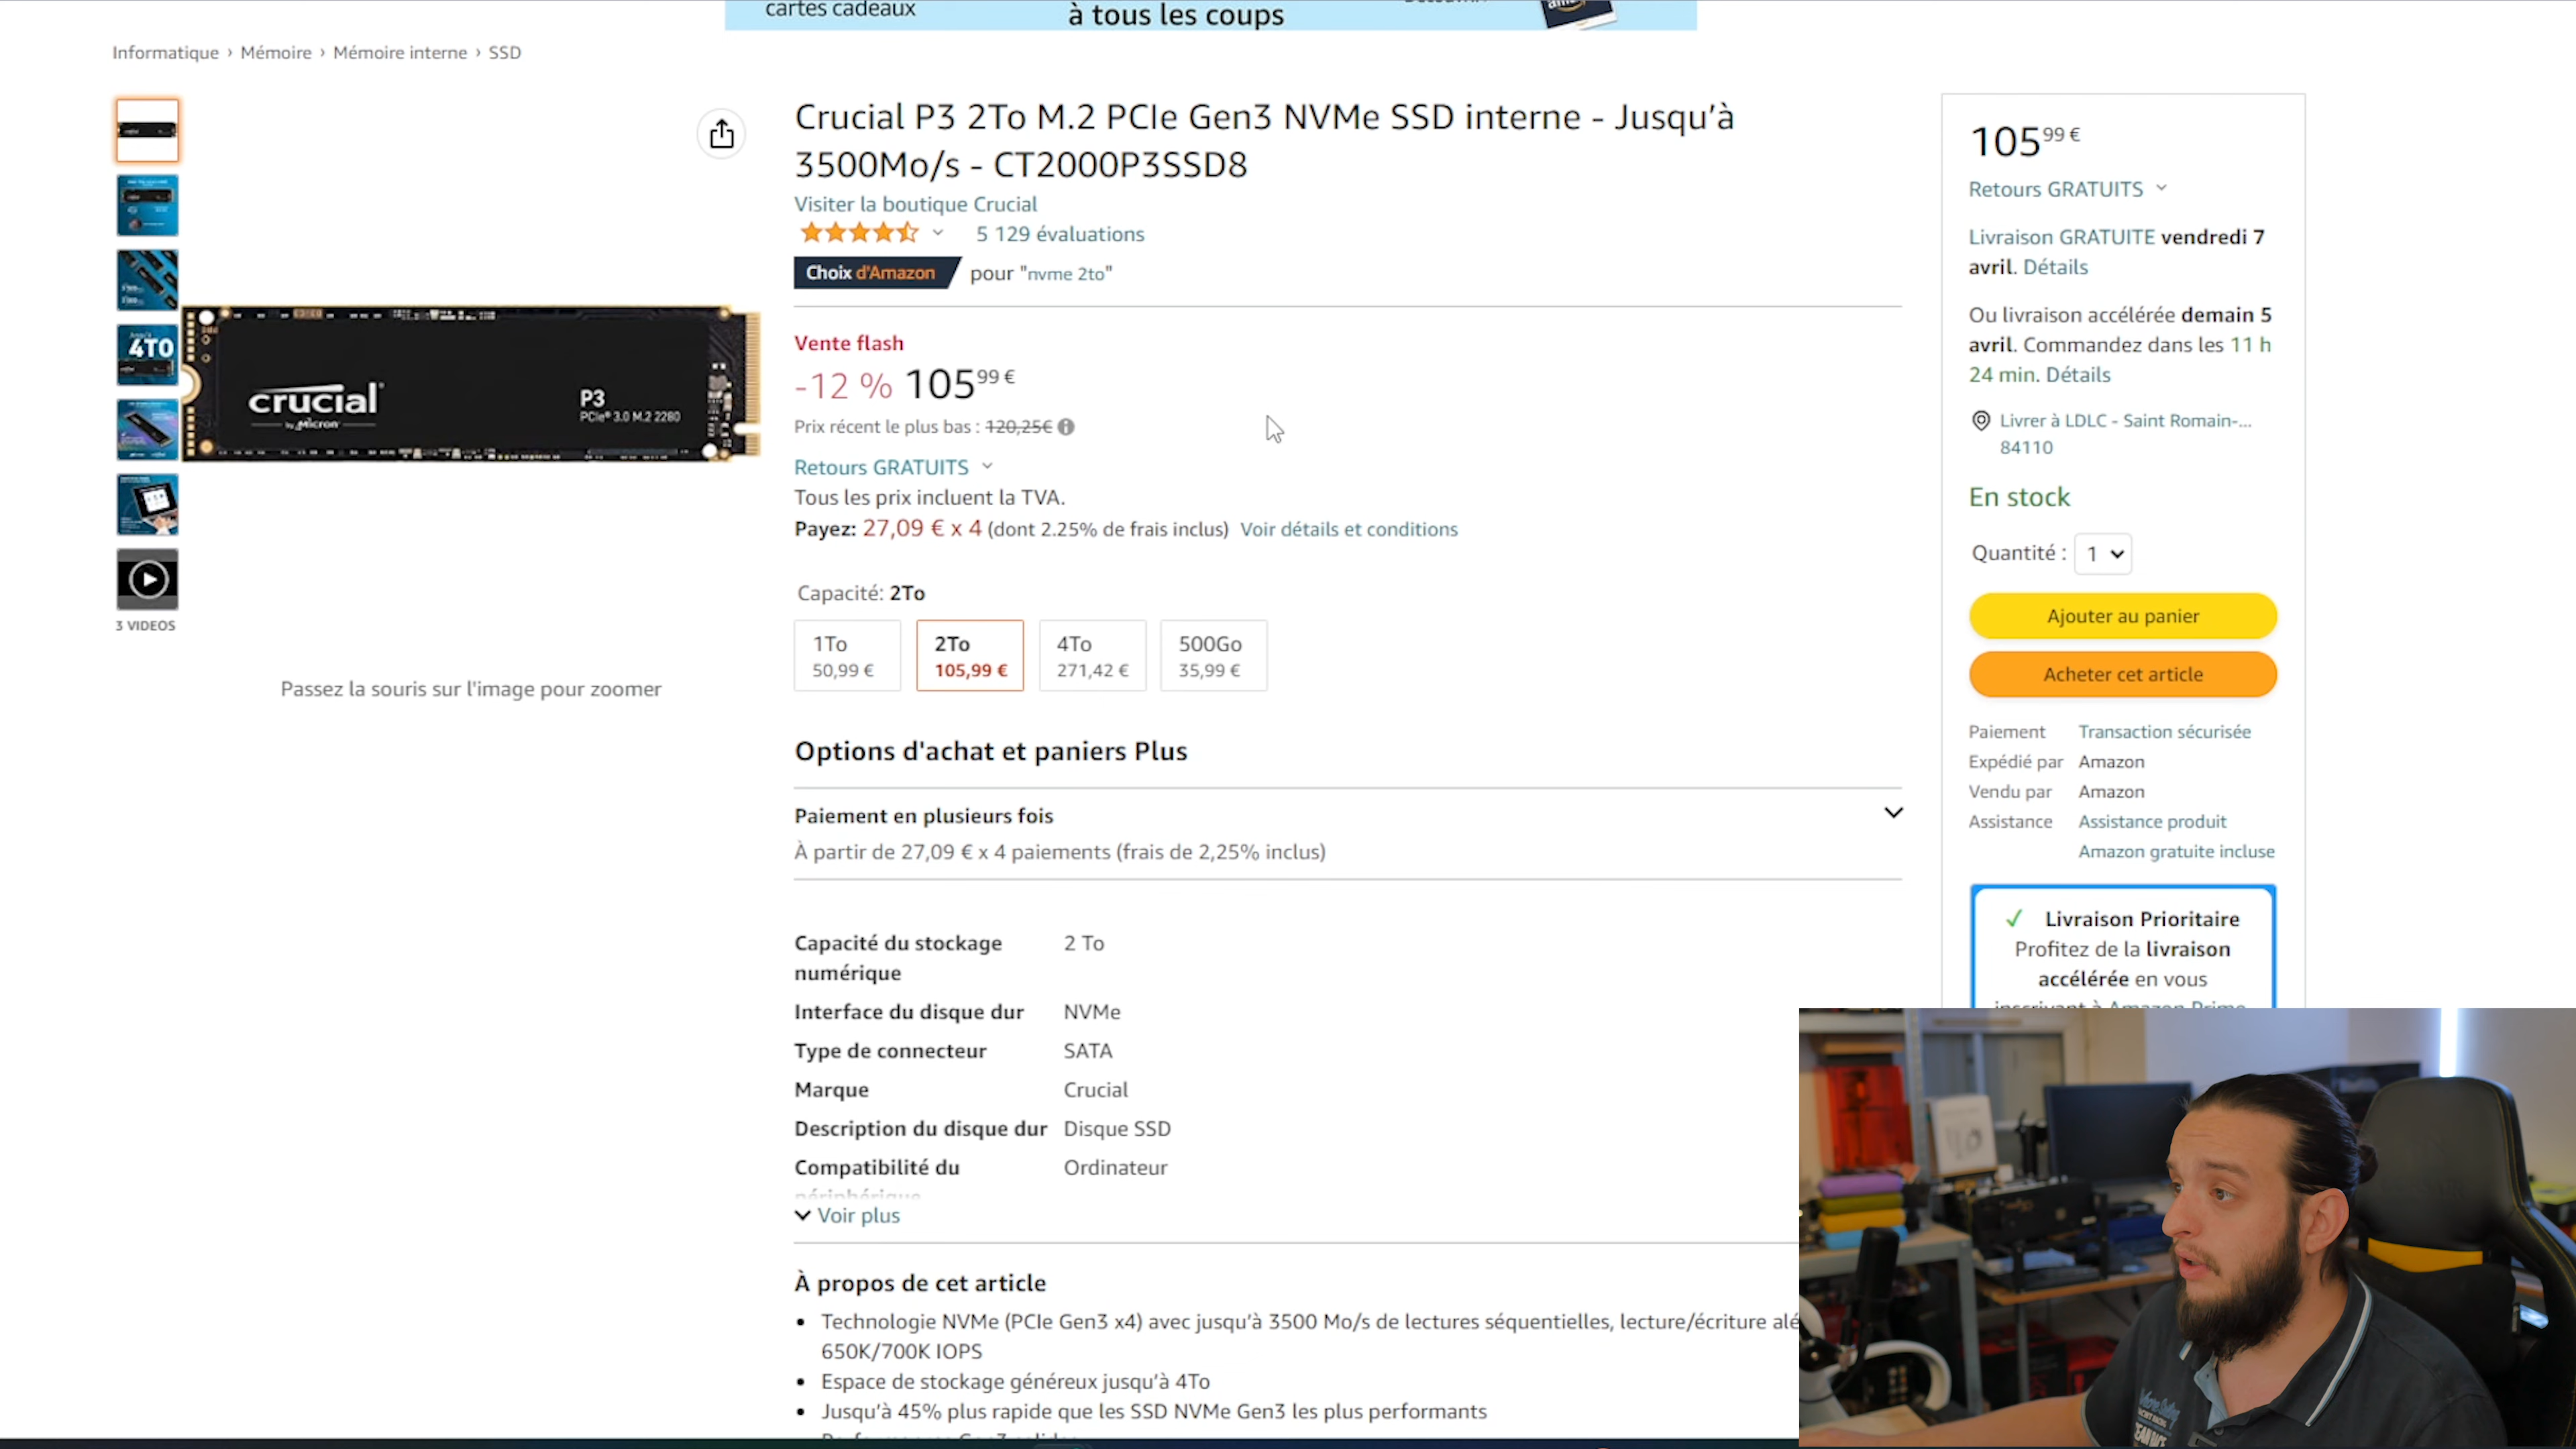 cartes cadeaux
à tous les coups
Informatique › Mémoire › Mémoire interne › SSD
4TO
3 VIDEOS
crucial
by Micron
P3
PCIe® 3.0 M.2 2280
Passez la souris sur l'image pour zoomer
Crucial P3 2To M.2 PCIe Gen3 NVMe SSD interne - Jusqu'à
3500Mo/s - CT2000P3SSD8
Visiter la boutique Crucial
5 129 évaluations
Choix d'Amazon pour "nvme 2to"
Vente flash
-12 % 105,99 €
Prix récent le plus bas : 120,25€
Retours GRATUITS
Tous les prix incluent la TVA.
Payez: 27,09 € x 4 (dont 2.25% de frais inclus) Voir détails et conditions
Capacité: 2To
1To
50,99 €
2To
105,99 €
4To
271,42 €
500Go
35,99 €
Options d'achat et paniers Plus
Paiement en plusieurs fois
À partir de 27,09 € x 4 paiements (frais de 2,25% inclus)
Capacité du stockage numérique 2 To
Interface du disque dur NVMe
Type de connecteur SATA
Marque Crucial
Description du disque dur Disque SSD
Compatibilité du périphérique Ordinateur
Voir plus
À propos de cet article
• Technologie NVMe (PCIe Gen3 x4) avec jusqu'à 3500 Mo/s de lectures séquentielles, lecture/écriture alé
650K/700K IOPS
• Espace de stockage généreux jusqu'à 4To
• Jusqu'à 45% plus rapide que les SSD NVMe Gen3 les plus performants
105 99 €
Retours GRATUITS
Livraison GRATUITE vendredi 7
avril. Détails
Ou livraison accélérée demain 5
avril. Commandez dans les 11 h
24 min. Détails
Livrer à LDLC - Saint Romain-...
84110
En stock
Quantité : 1
Ajouter au panier
Acheter cet article
Paiement Transaction sécurisée
Expédié par Amazon
Vendu par Amazon
Assistance Assistance produit
Amazon gratuite incluse
Livraison Prioritaire
Profitez de la livraison
accélérée en vous
inscrivant à Amazon Prime